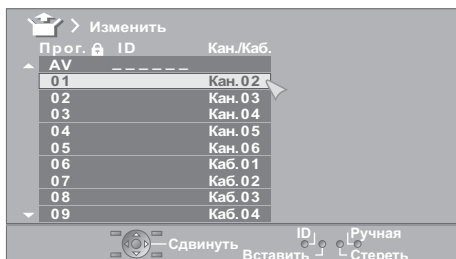 > Изменить
Прог. ID Кан./Каб.
AV _ _ _ _ _ _
01 Кан. 02
02 Кан. 03
03 Кан. 04
04 Кан. 05
05 Кан. 06
06 Каб. 01
07 Каб. 02
08 Каб. 03
09 Каб. 04
ID Ручная
Сдвинуть
Вставить Стереть